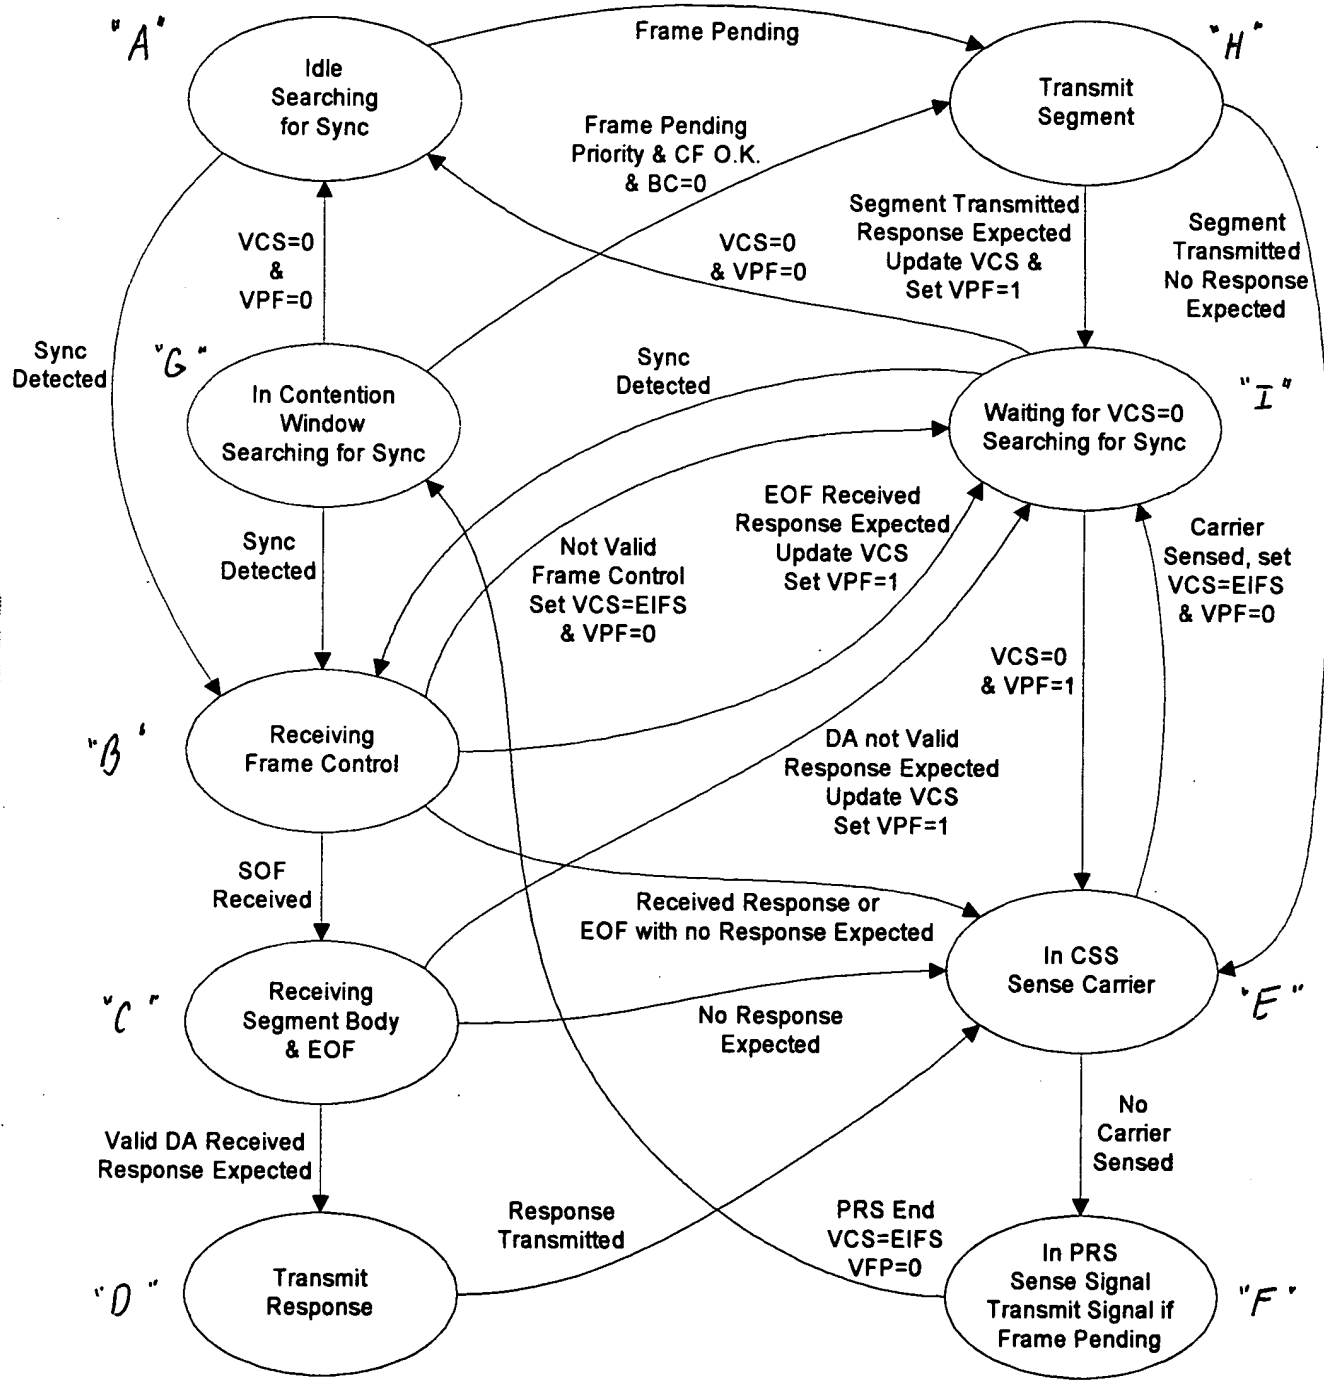 "A"
Idle
Searching
for Sync
Frame Pending
"H"
Transmit
Segment
Frame Pending
Priority & CF O.K.
& BC=0
VCS=0
&
VPF=0
VCS=0
& VPF=0
Segment Transmitted
Response Expected
Update VCS &
Set VPF=1
Segment
Transmitted
No Response
Expected
Sync
Detected
"G"
In Contention
Window
Searching for Sync
Sync
Detected
Waiting for VCS=0
Searching for Sync
"I"
Sync
Detected
Not Valid
Frame Control
Set VCS=EIFS
& VPF=0
EOF Received
Response Expected
Update VCS
Set VPF=1
Carrier
Sensed, set
VCS=EIFS
& VPF=0
VCS=0
& VPF=1
"B"
Receiving
Frame Control
DA not Valid
Response Expected
Update VCS
Set VPF=1
SOF
Received
Received Response or
EOF with no Response Expected
"C"
Receiving
Segment Body
& EOF
In CSS
Sense Carrier
"E"
No Response
Expected
Valid DA Received
Response Expected
No
Carrier
Sensed
"D"
Transmit
Response
Response
Transmitted
PRS End
VCS=EIFS
VFP=0
In PRS
Sense Signal
Transmit Signal if
Frame Pending
"F"